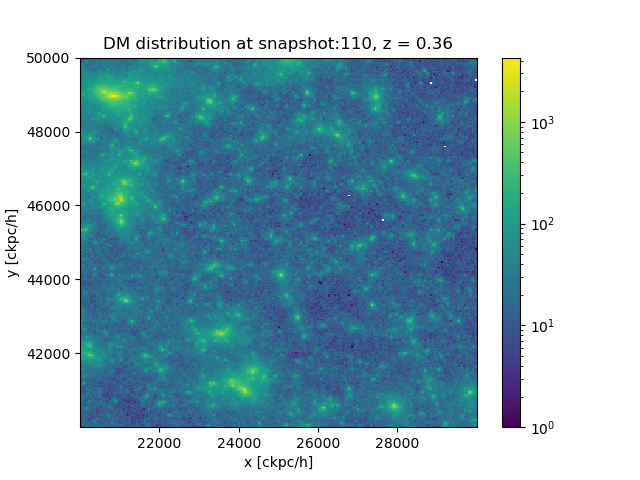 DM distribution at snapshot:110, z = 0.36
50000
48000
46000
44000
42000
y [ckpc/h]
22000 24000 26000 28000
x [ckpc/h]
10³
10²
10¹
10⁰